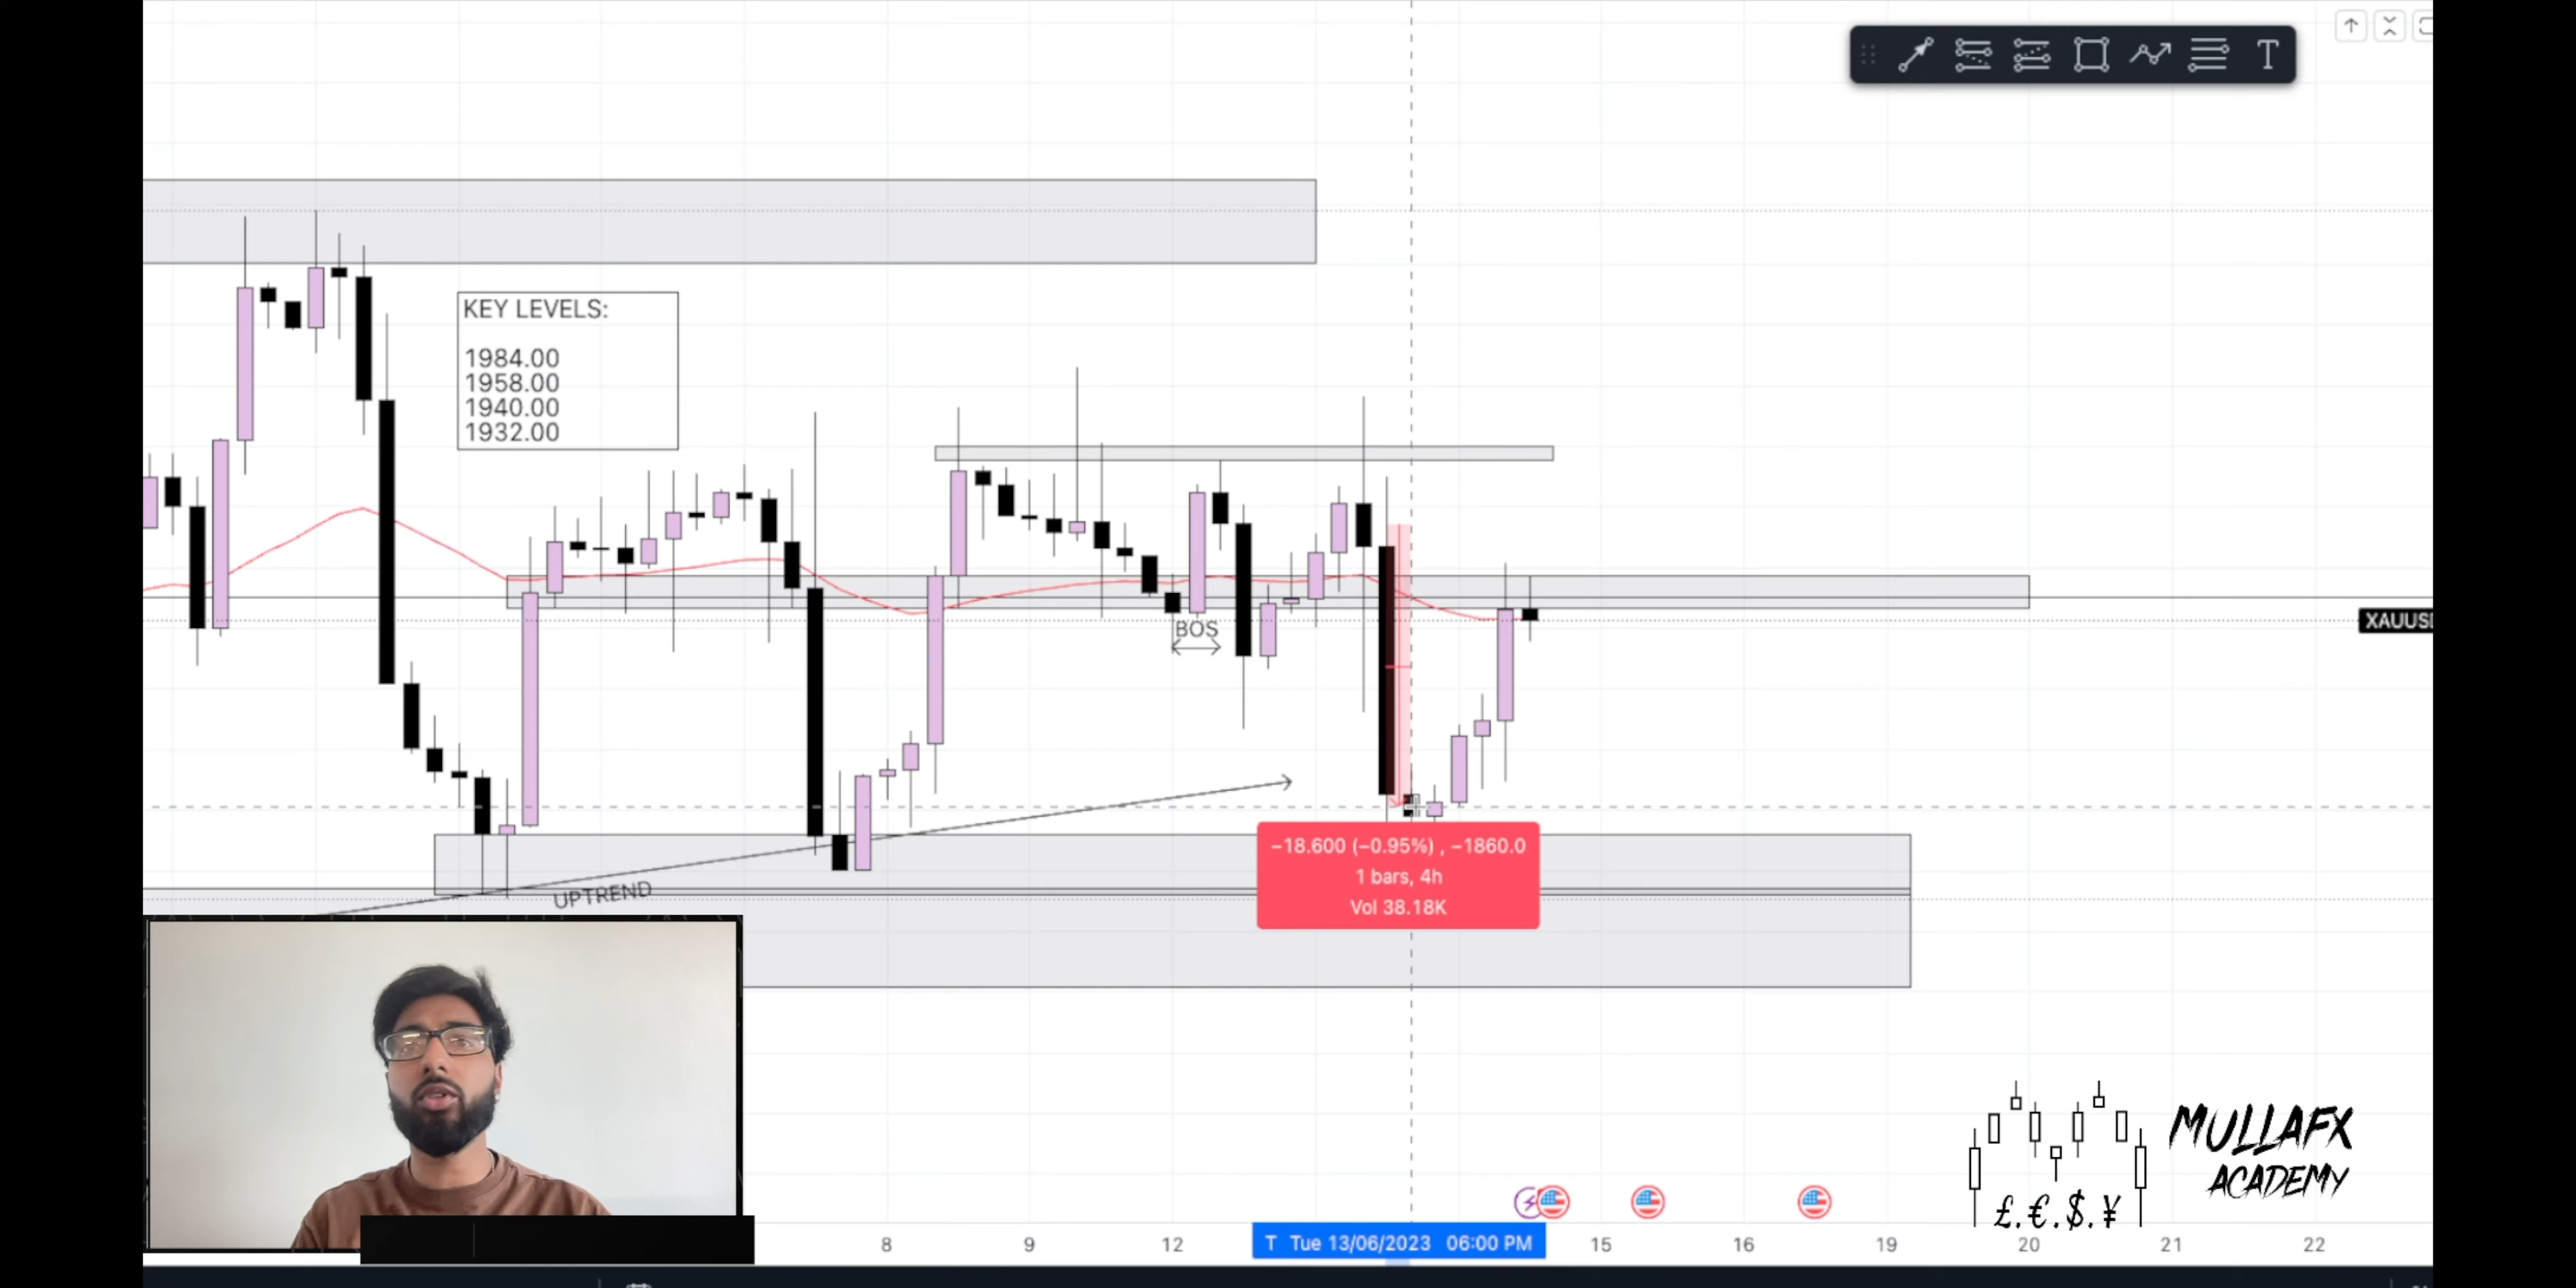 KEY LEVELS:
1984.00
1958.00
1940.00
1932.00
BOS
XAUUS
UPTREND
−18.600 (−0.95%) , −1860.0
1 bars, 4h
Vol 38.18K
MULLAFX
ACADEMY
£.€.$.¥
8 9 12 T Tue 13/06/2023 06:00 PM 15 16 19 20 21 22